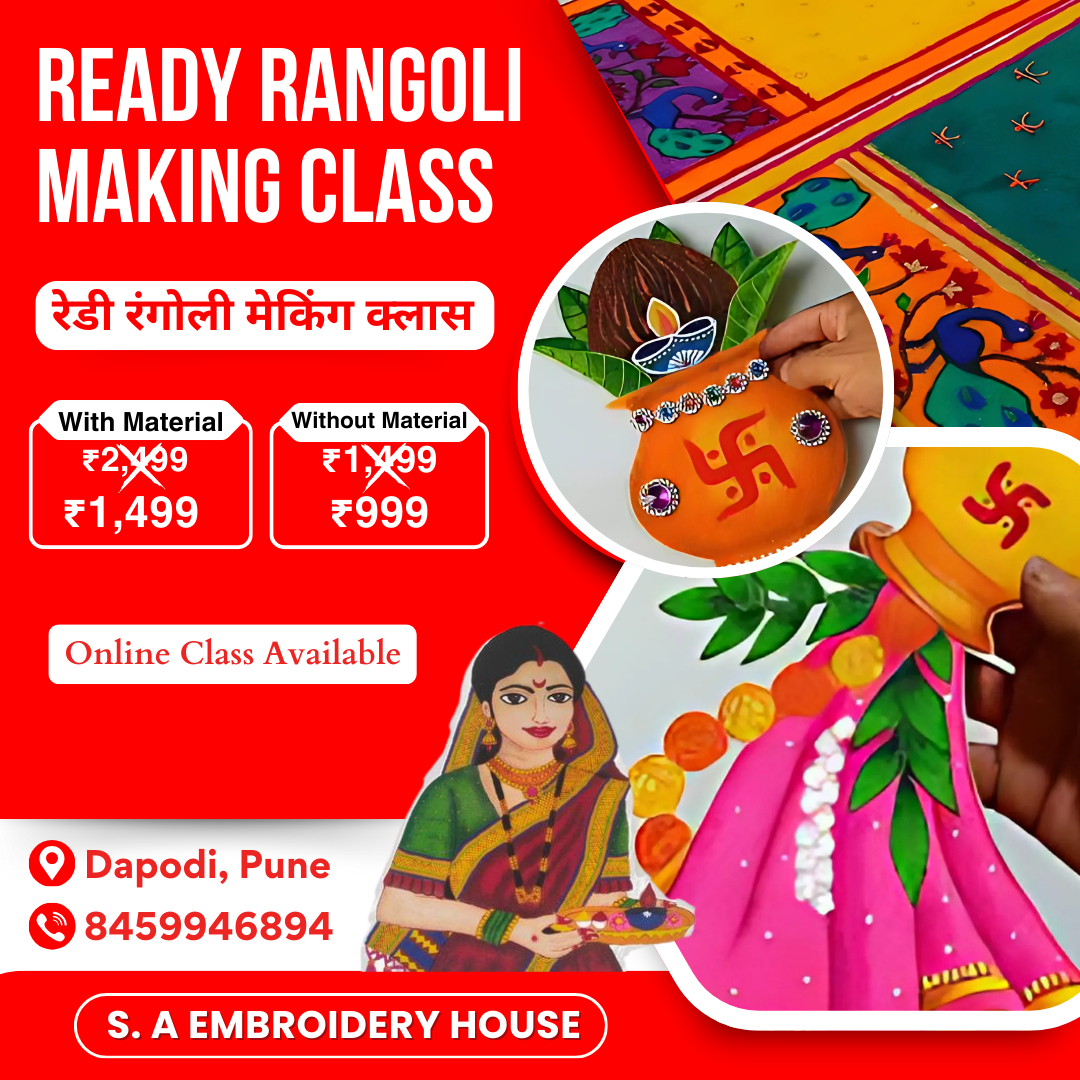 READY RANGOLI
MAKING CLASS
रेडी रंगोली मेकिंग क्लास
With Material
₹2,499
₹1,499
Without Material
₹1,499
₹999
Online Class Available
Dapodi, Pune
8459946894
S. A EMBROIDERY HOUSE